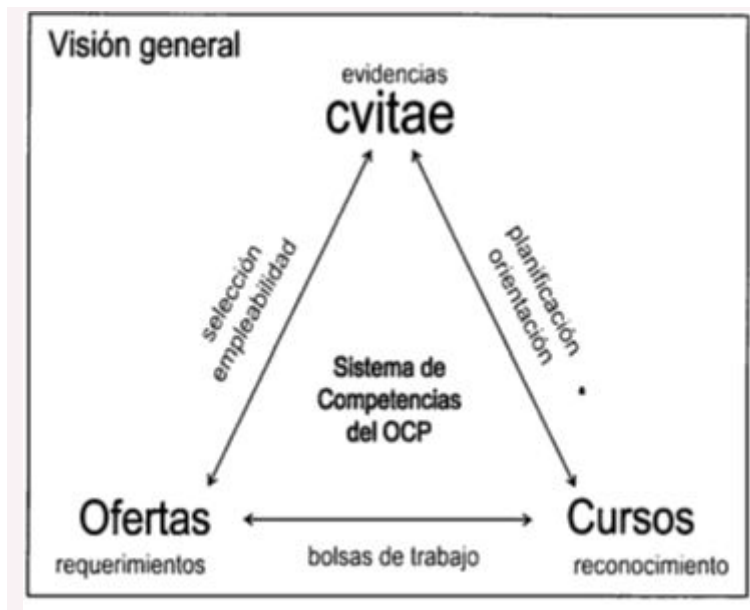 Visión general
evidencias
cvitae
selección
empleabilidad
planificación
orientación
Sistema de
Competencias
del OCP
Ofertas
requerimientos
bolsas de trabajo
Cursos
reconocimiento